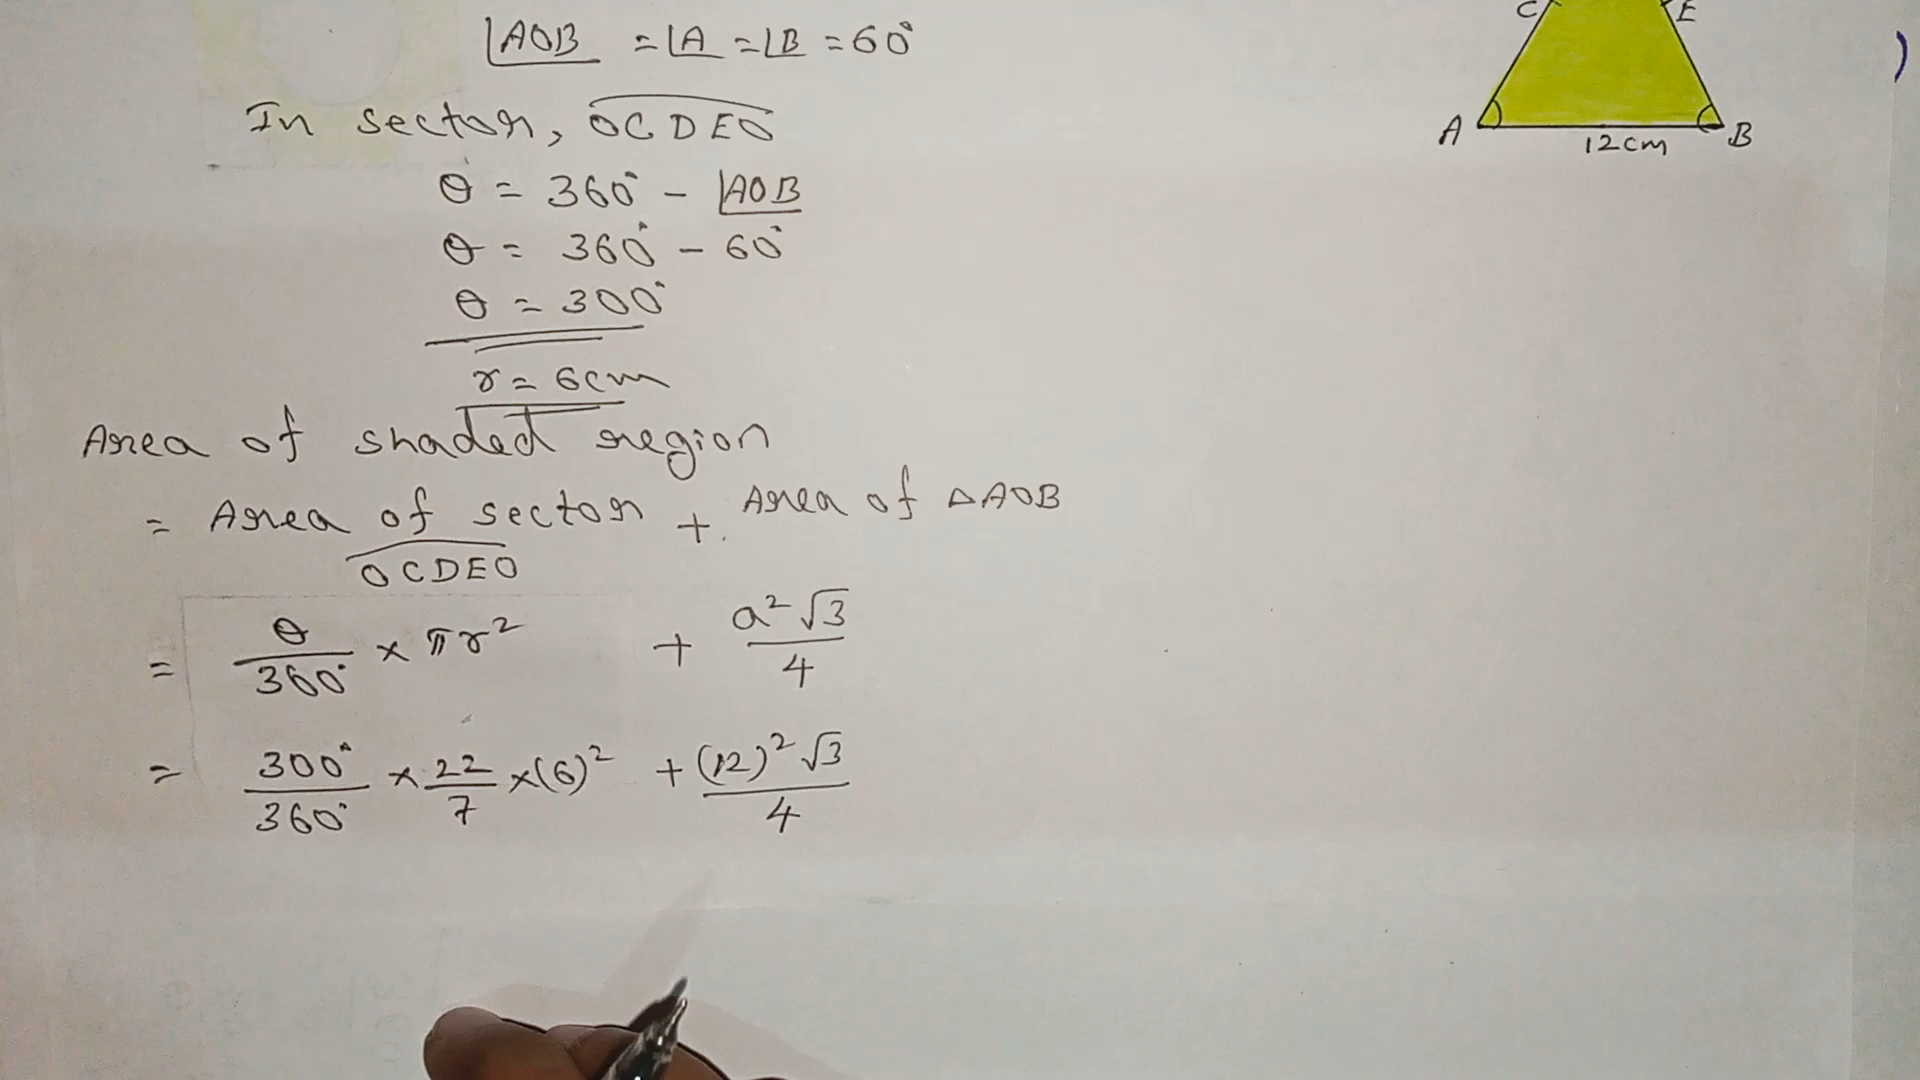 ∠AOB = ∠A = ∠B = 60°
In sector, OCDEO
θ = 360° - ∠AOB
θ = 360° - 60°
θ = 300°
r = 6cm
Area of shaded region
= Area of sector OCDEO + Area of △AOB
= θ/360° × πr² + a²√3/4
= 300°/360° × 22/7 × (6)² + (12)²√3/4
C E
A B
12cm
)